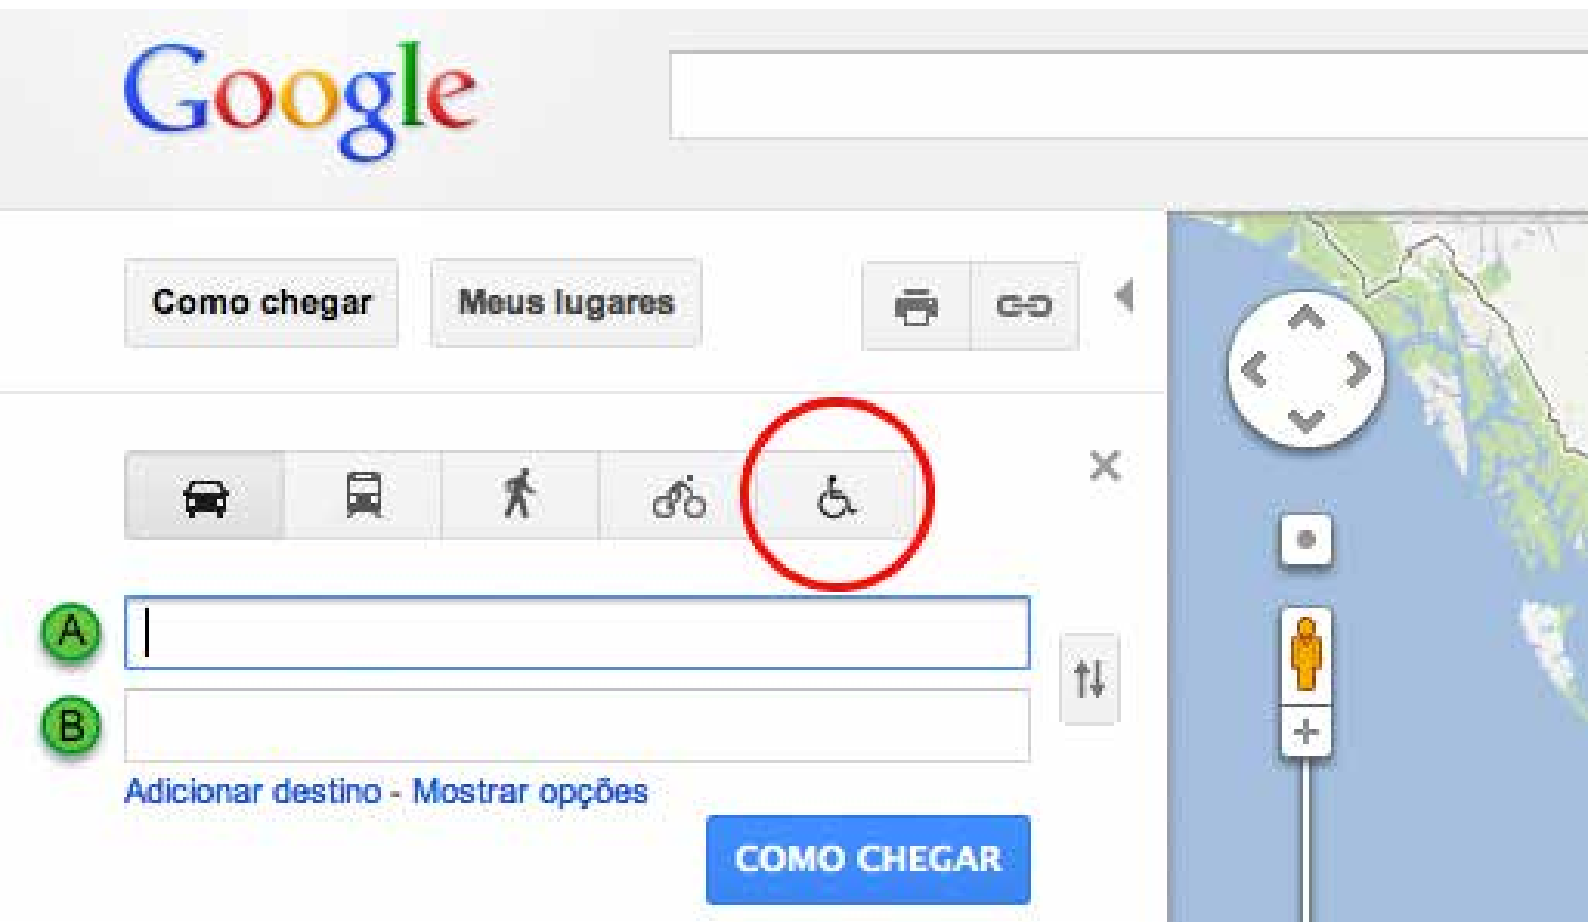 Google
Como chegar
Meus lugares
A
B
Adicionar destino - Mostrar opções
COMO CHEGAR